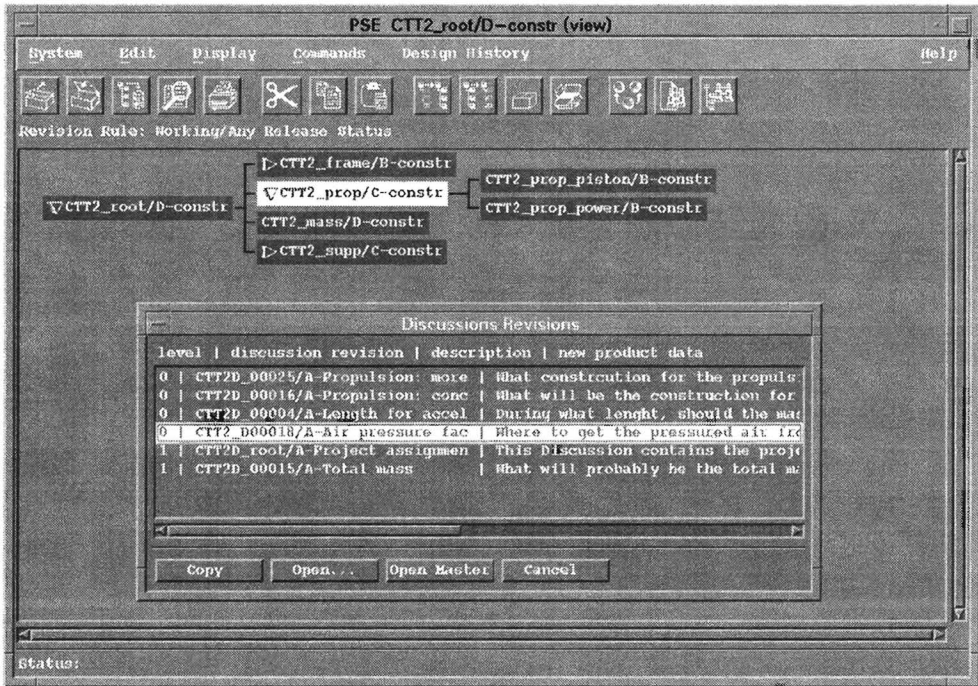 PSE CTT2_root/D-constr (view)
System Edit Display Commands Design History Help
Revision Rule: Working/Any Release Status
CTT2_frame/B-constr
CTT2_prop/C-constr
CTT2_prop_piston/B-constr
CTT2_root/D-constr
CTT2_prop_power/B-constr
CTT2_mass/D-constr
CTT2_supp/C-constr
Discussions Revisions
level | discussion revision | description | new product data
0 | CTT2D_00025/A-Propulsion: more | What constrcution for the propuls
0 | CTT2D_00016/A-Propulsion: conc | What will be the construction for
0 | CTT2D_00004/A-Length for accel | During what lenght, should the mas
0 | CTT2_D00018/A-Air pressure fac | Where to get the pressured air fro
1 | CTT2D_root/A-Project assignmen | This Discussion contains the proje
1 | CTT2D_00015/A-Total mass | What will probably be the total ma
Copy Open... Open Master Cancel
Status: